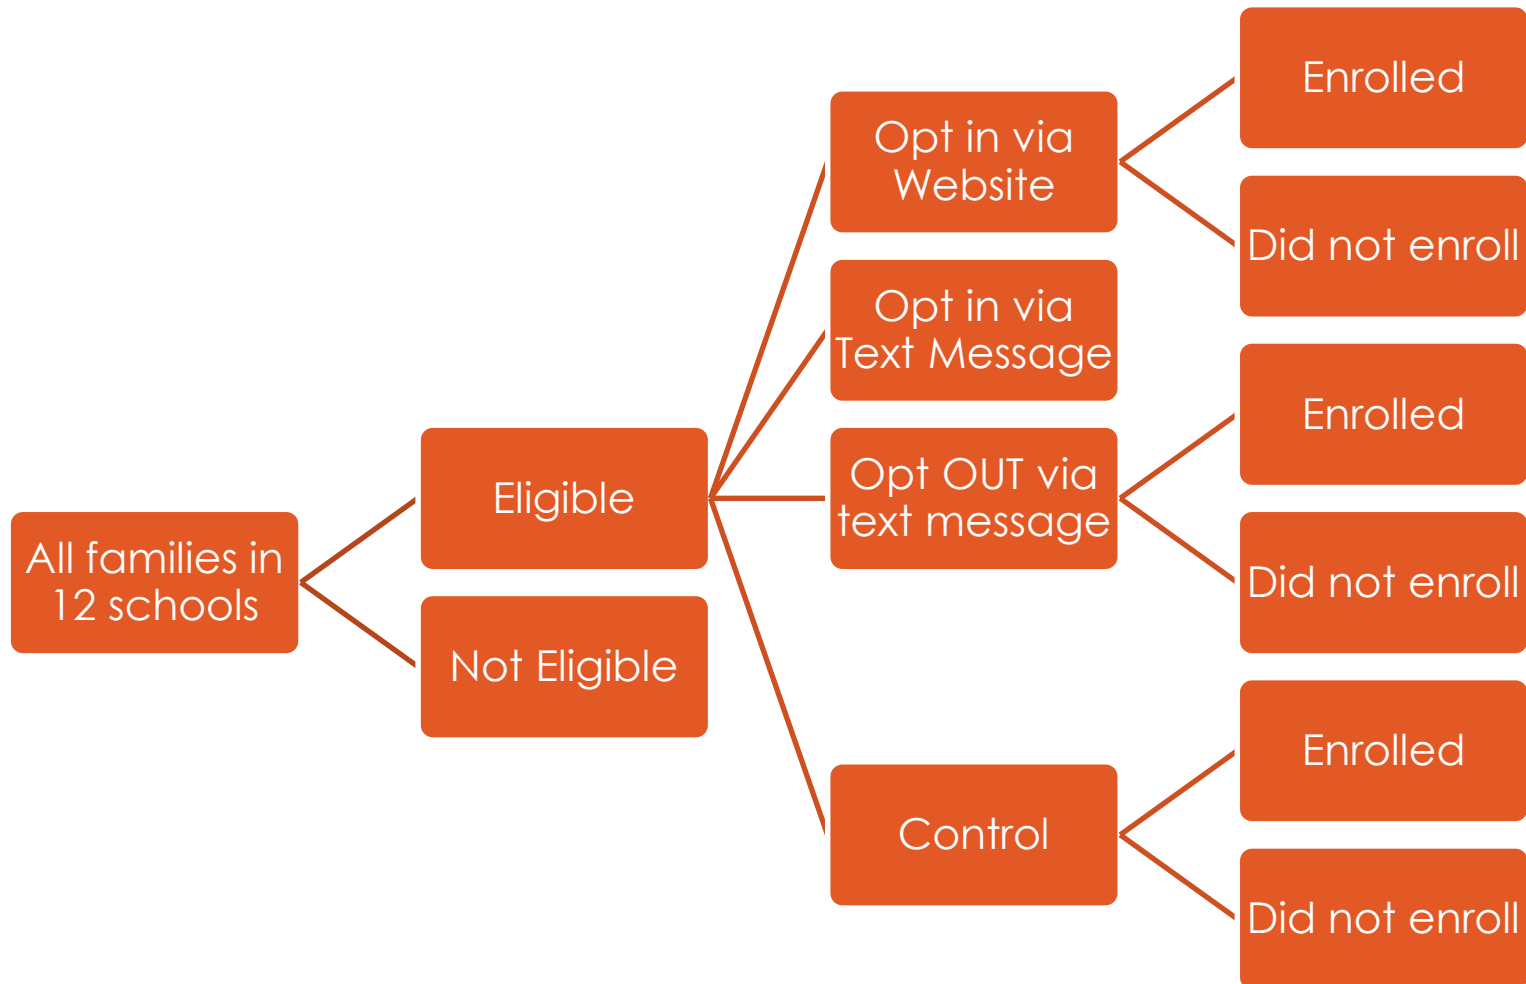 All families in
12 schools
Eligible
Not Eligible
Opt in via
Website
Opt in via
Text Message
Opt OUT via
text message
Control
Enrolled
Did not enroll
Enrolled
Did not enroll
Enrolled
Did not enroll